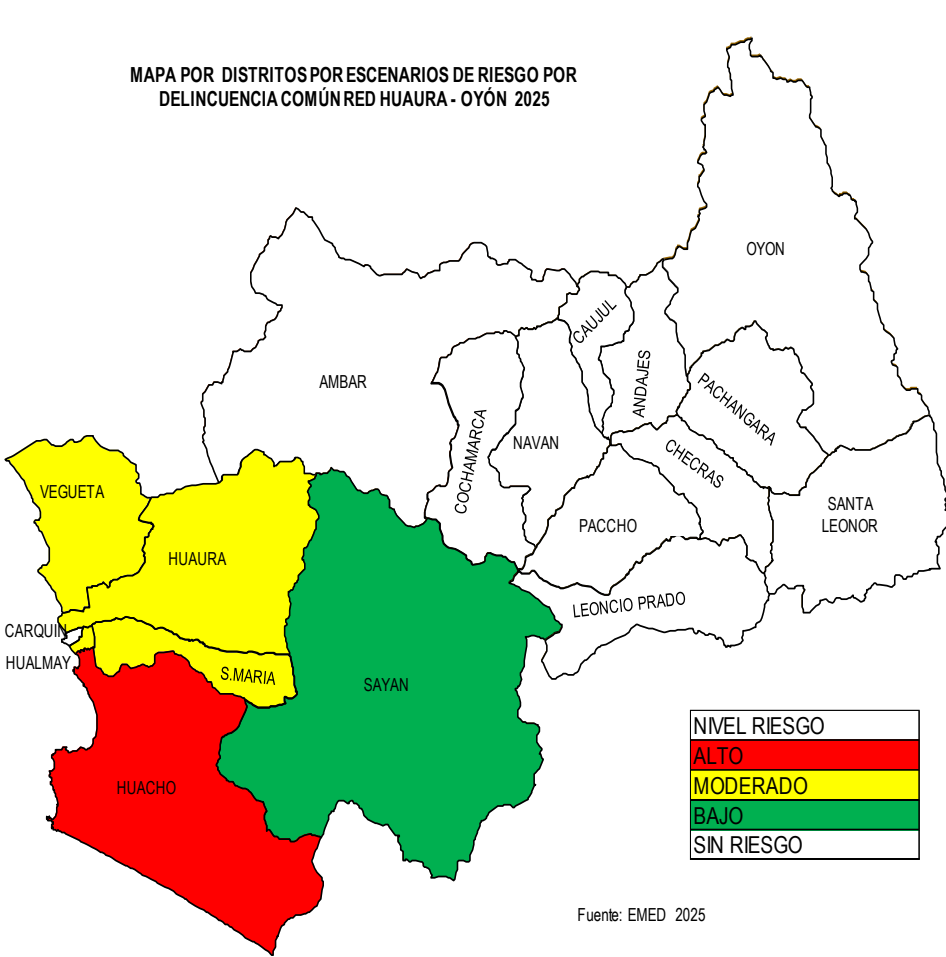 MAPA POR DISTRITOS POR ESCENARIOS DE RIESGO POR
DELINCUENCIA COMÚN RED HUAURA - OYÓN 2025
OYON
CAUJUL
ANDAJES
AMBAR
PACHANGARA
COCHAMARCA
NAVAN
CHECRAS
VEGUETA
SANTA
LEONOR
PACCHO
HUAURA
LEONCIO PRADO
CARQUIN
HUALMAY
S.MARIA
SAYAN
HUACHO
NIVEL RIESGO
ALTO
MODERADO
BAJO
SIN RIESGO
Fuente: EMED 2025